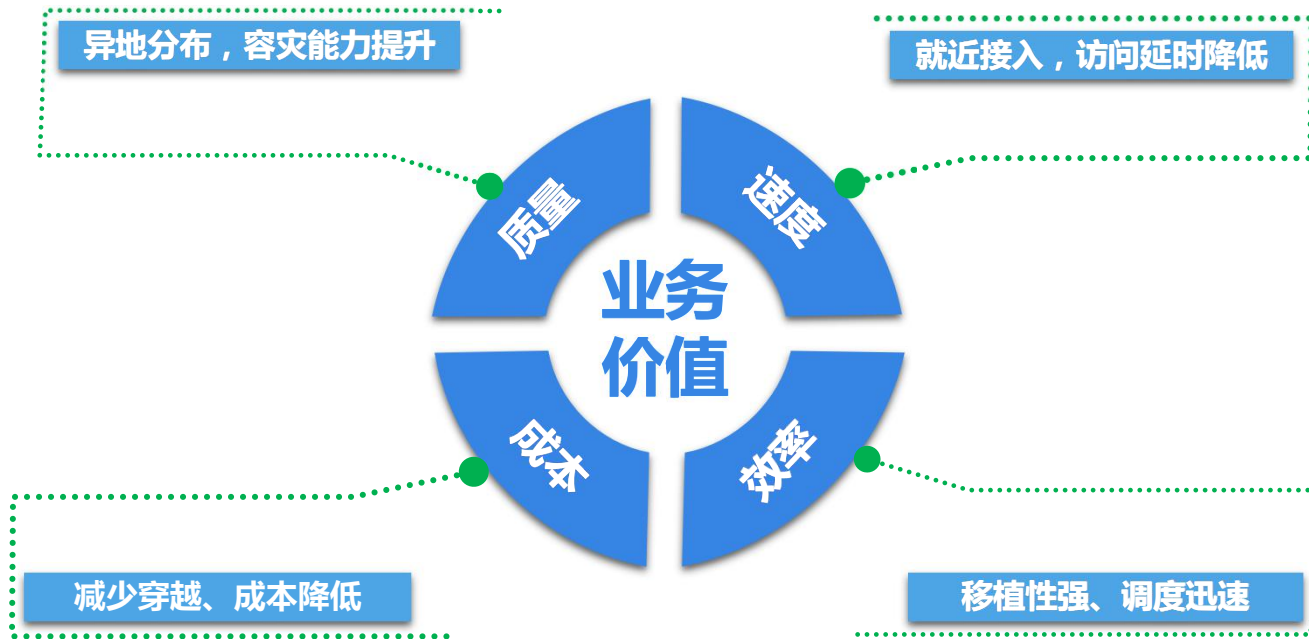 异地分布，容灾能力提升
就近接入，访问延时降低
质量
速度
业务
价值
成本
效率
减少穿越、成本降低
移植性强、调度迅速